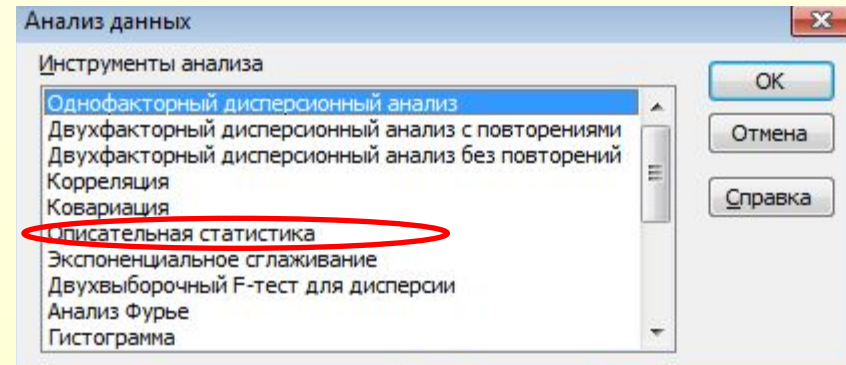 Анализ данных
Инструменты анализа
Однофакторный дисперсионный анализ
Двухфакторный дисперсионный анализ с повторениями
Двухфакторный дисперсионный анализ без повторений
Корреляция
Ковариация
Описательная статистика
Экспоненциальное сглаживание
Двухвыборочный F-тест для дисперсии
Анализ Фурье
Гистограмма
ОК
Отмена
Справка